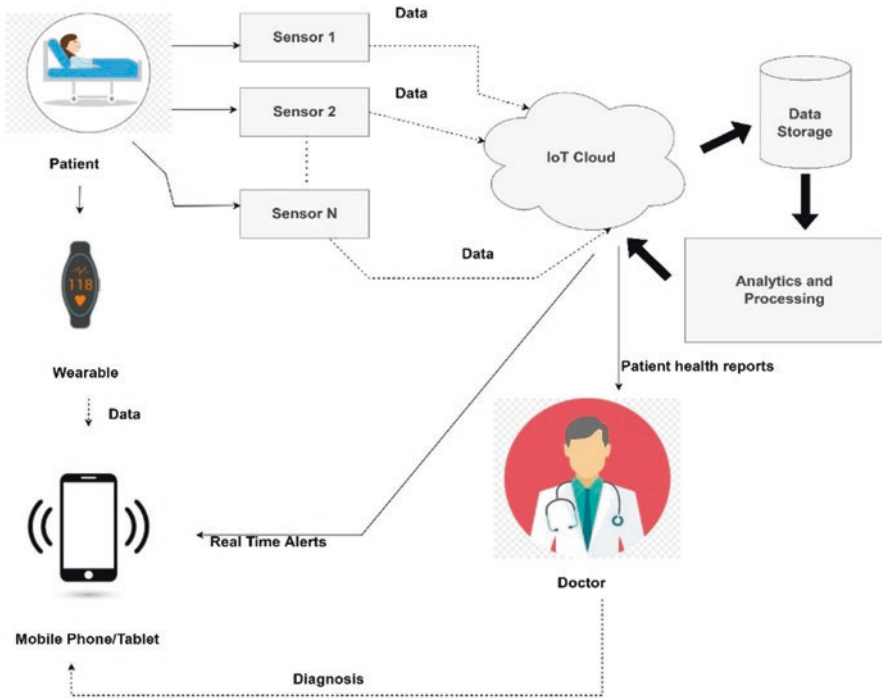 Data
Sensor 1
Data
Sensor 2
Data
Storage
IoT Cloud
Patient
Sensor N
Data
Analytics and
Processing
118
Patient health reports
Wearable
Data
Real Time Alerts
Doctor
Mobile Phone/Tablet
Diagnosis